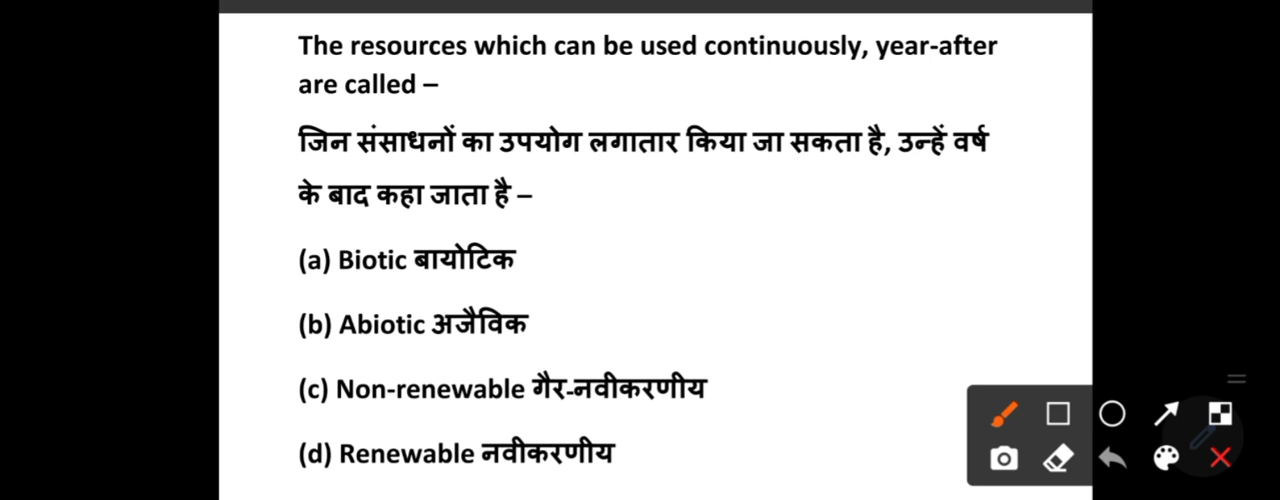 The resources which can be used continuously, year-after
are called –
जिन संसाधनों का उपयोग लगातार किया जा सकता है, उन्हें वर्ष
के बाद कहा जाता है –
(a) Biotic बायोटिक
(b) Abiotic अजैविक
(c) Non-renewable गैर-नवीकरणीय
(d) Renewable नवीकरणीय